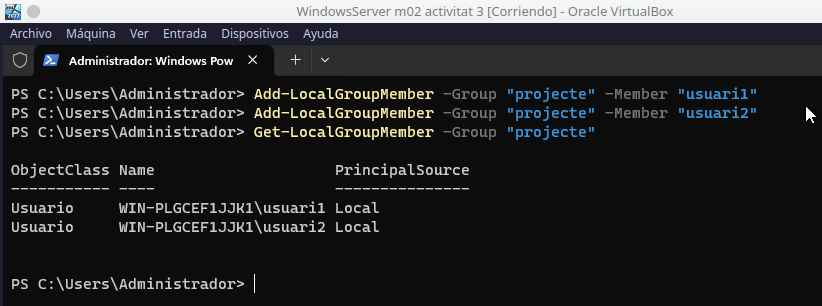 WindowsServer m02 activitat 3 [Corriendo] - Oracle VirtualBox
Archivo Máquina Ver Entrada Dispositivos Ayuda
Administrador: Windows Pow
PS C:\Users\Administrador> Add-LocalGroupMember -Group "projecte" -Member "usuari1"
PS C:\Users\Administrador> Add-LocalGroupMember -Group "projecte" -Member "usuari2"
PS C:\Users\Administrador> Get-LocalGroupMember -Group "projecte"
ObjectClass Name PrincipalSource
----------- ---- ---------------
Usuario WIN-PLGCEF1JJK1\usuari1 Local
Usuario WIN-PLGCEF1JJK1\usuari2 Local
PS C:\Users\Administrador>